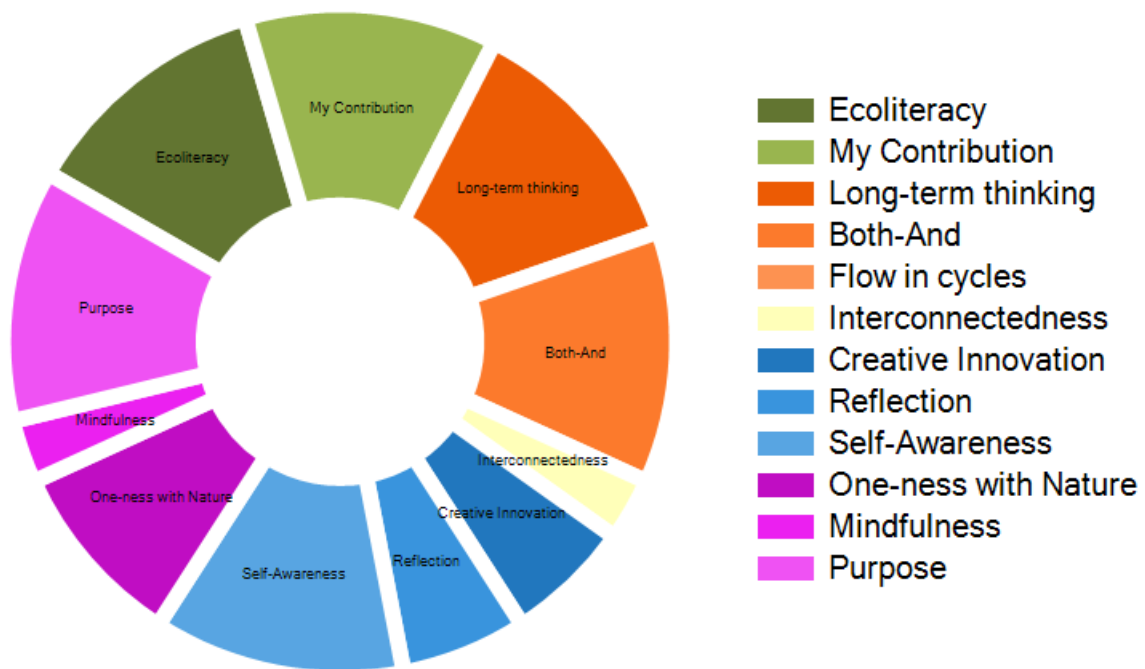 My Contribution
Ecoliteracy
Long-term thinking
Purpose
Both-And
Mindfulness
Interconnectedness
One-ness with Nature
Creative Innovation
Reflection
Self-Awareness
Ecoliteracy
My Contribution
Long-term thinking
Both-And
Flow in cycles
Interconnectedness
Creative Innovation
Reflection
Self-Awareness
One-ness with Nature
Mindfulness
Purpose